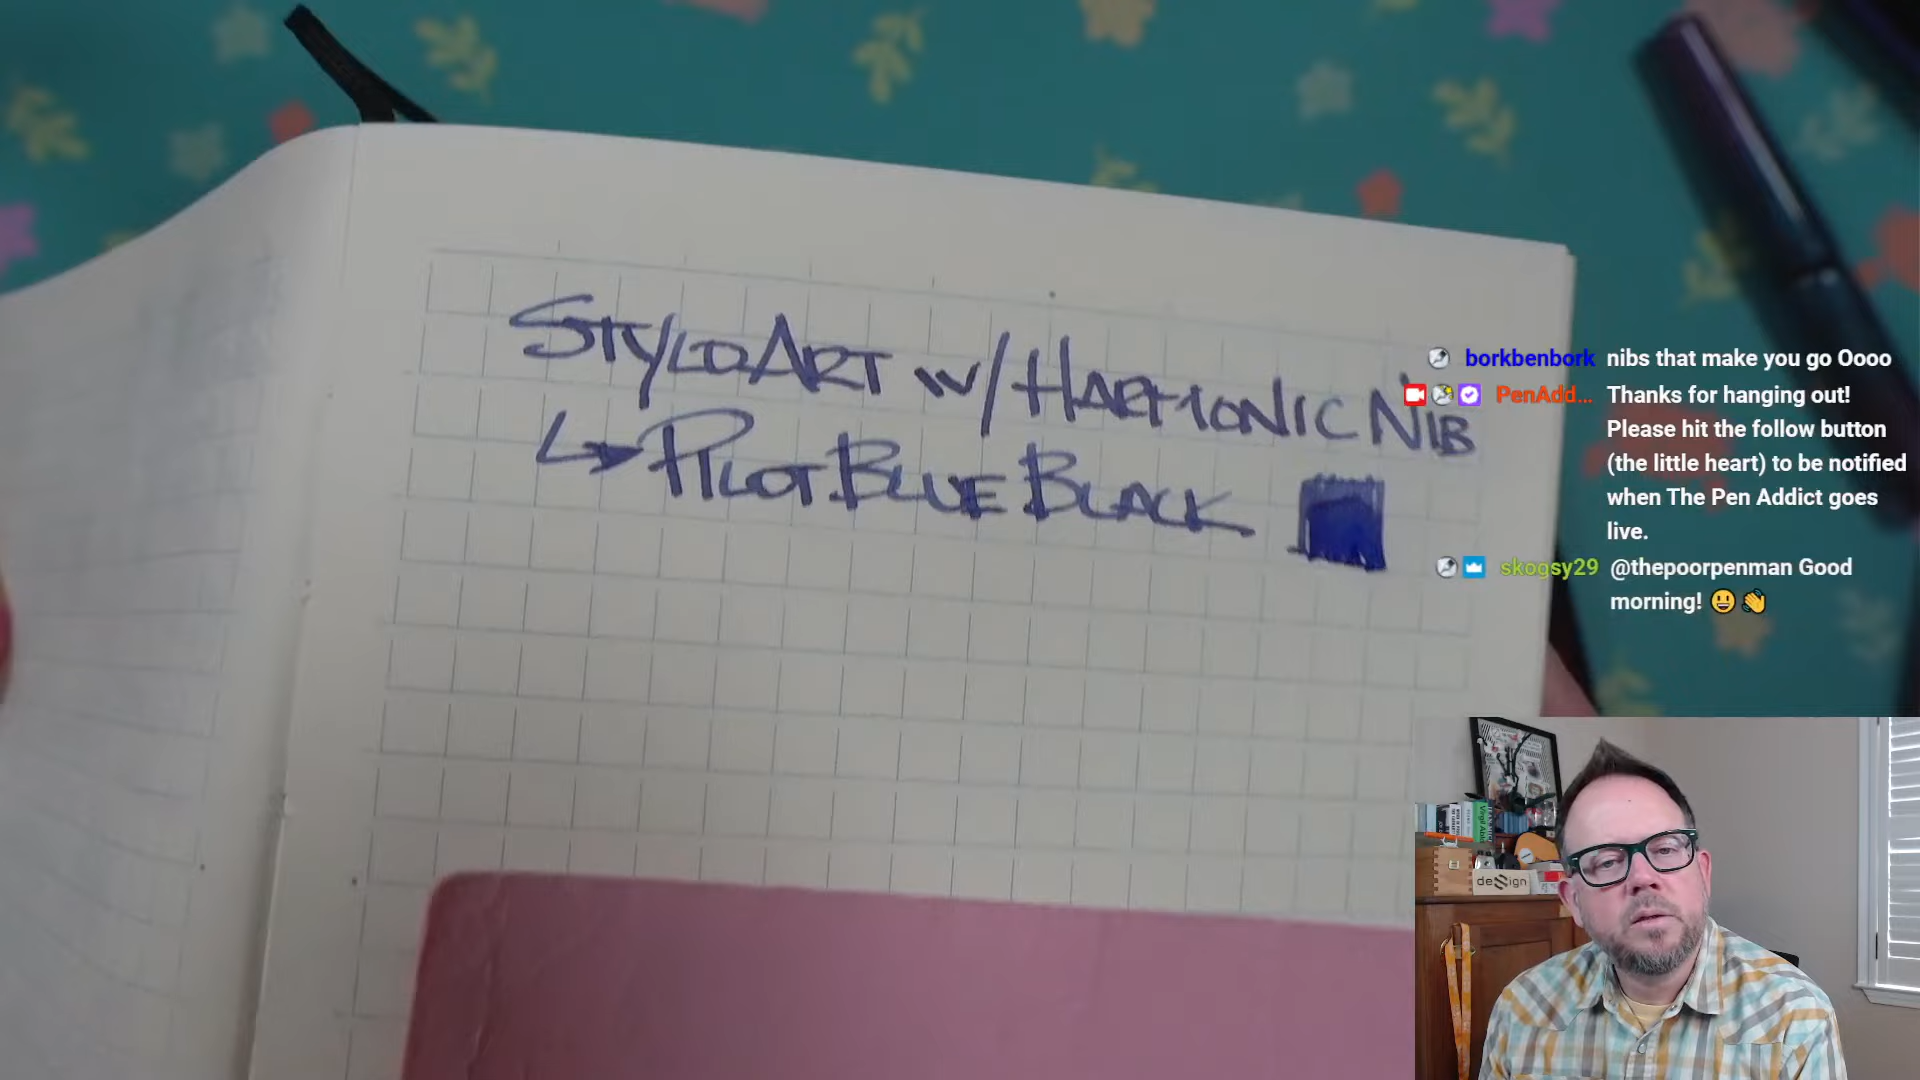 StyloArt w/ Harmonic Nib
↳ Pilot Blue Black
borkbenbork nibs that make you go Oooo
PenAdd... Thanks for hanging out!
Please hit the follow button
(the little heart) to be notified
when The Pen Addict goes
live.
skogsy29 @thepoorpenman Good
morning! 😃 👋
design